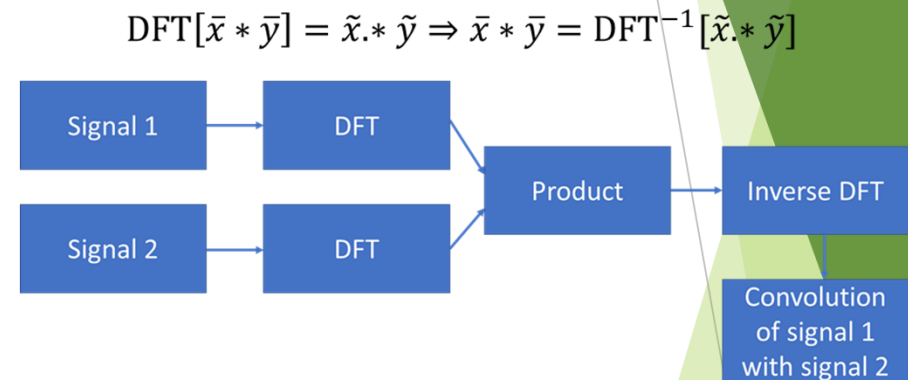 DFT[x̄ * ȳ] = x̃.* ỹ ⇒ x̄ * ȳ = DFT⁻¹[x̃.* ỹ]
Signal 1
DFT
Signal 2
DFT
Product
Inverse DFT
Convolution
of signal 1
with signal 2